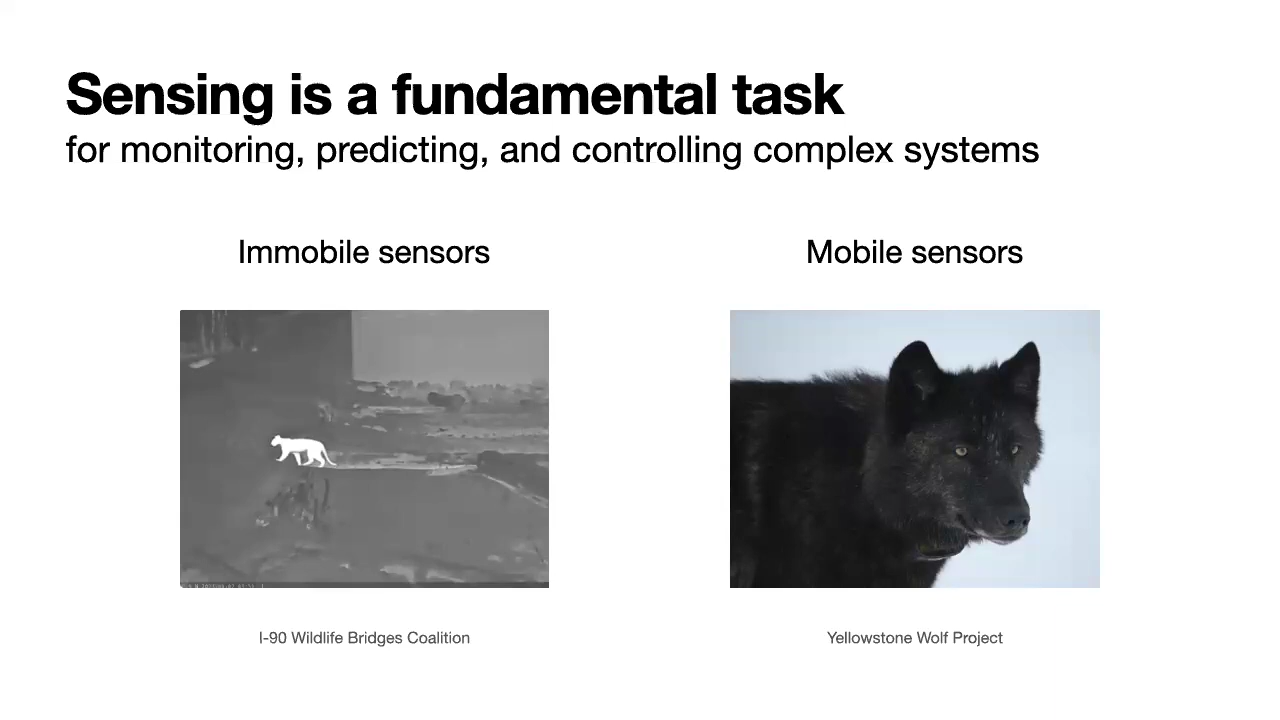 Sensing is a fundamental task
for monitoring, predicting, and controlling complex systems
Immobile sensors
Mobile sensors
I-90 Wildlife Bridges Coalition
Yellowstone Wolf Project